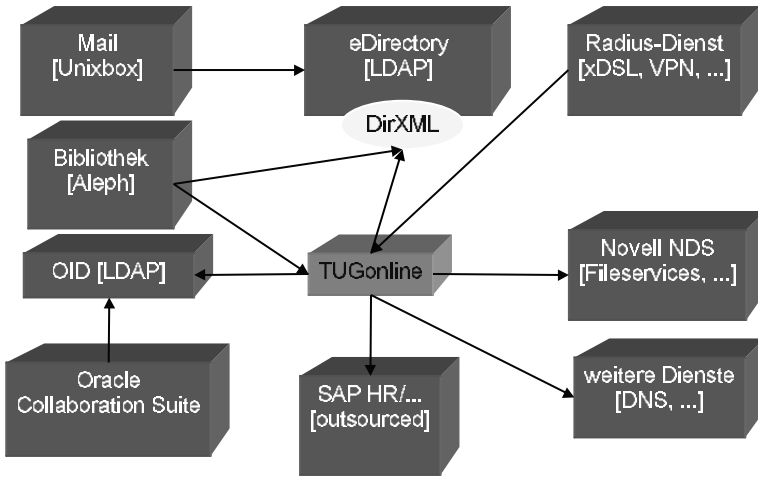 Mail
[Unixbox]
eDirectory
[LDAP]
Radius-Dienst
[xDSL, VPN, ...]
DirXML
Bibliothek
[Aleph]
OID [LDAP]
TUGonline
Novell NDS
[Fileservices, ...]
Oracle
Collaboration Suite
SAP HR/...
[outsourced]
weitere Dienste
[DNS, ...]